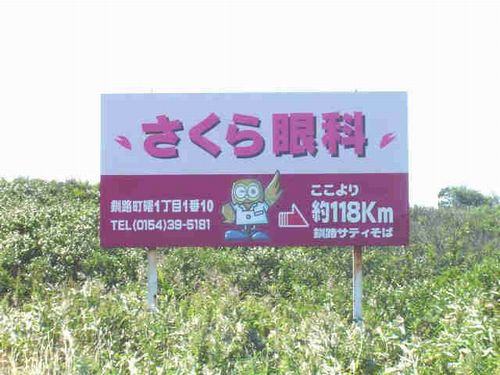 さくら眼科
釧路町曙1丁目1番10
TEL(0154)39-5181
ここより
約118Km
釧路サティそば